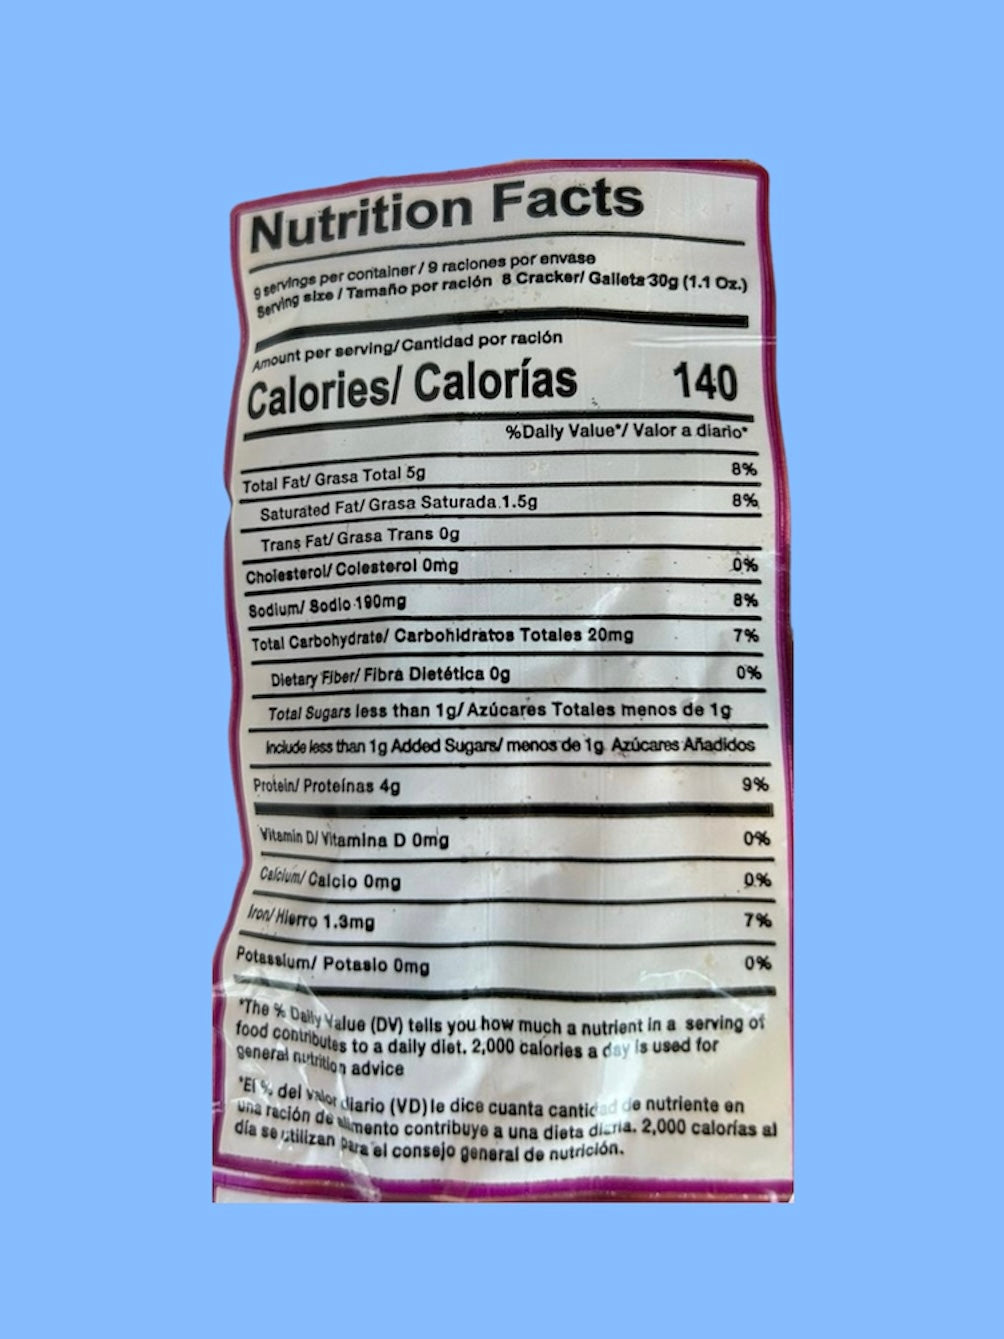 Nutrition Facts
9 servings per container / 9 raciones por envase
Serving size / Tamaño por ración 8 Cracker/ Galleta 30g (1.1 Oz.)
Amount per serving/ Cantidad por ración
Calories/ Calorías 140
%Daily Value*/ Valor a diario*
Total Fat/ Grasa Total 5g 8%
Saturated Fat/ Grasa Saturada 1.5g 8%
Trans Fat/ Grasa Trans 0g
Cholesterol/ Colesterol 0mg 0%
Sodium/ Sodio 190mg 8%
Total Carbohydrate/ Carbohidratos Totales 20mg 7%
Dietary Fiber/ Fibra Dietética 0g 0%
Total Sugars less than 1g/ Azúcares Totales menos de 1g
Include less than 1g Added Sugars/ menos de 1g Azúcares Añadidos
Protein/ Proteínas 4g 9%
Vitamin D/ Vitamina D 0mg 0%
Calcium/ Calcio 0mg 0%
Iron/ Hierro 1.3mg 7%
Potassium/ Potasio 0mg 0%
*The % Daily Value (DV) tells you how much a nutrient in a serving of
food contributes to a daily diet. 2,000 calories a day is used for
general nutrition advice
*El % del valor diario (VD) le dice cuanta cantidad de nutriente en
una ración de alimento contribuye a una dieta diaria. 2,000 calorías al
día se utilizan para el consejo general de nutrición.